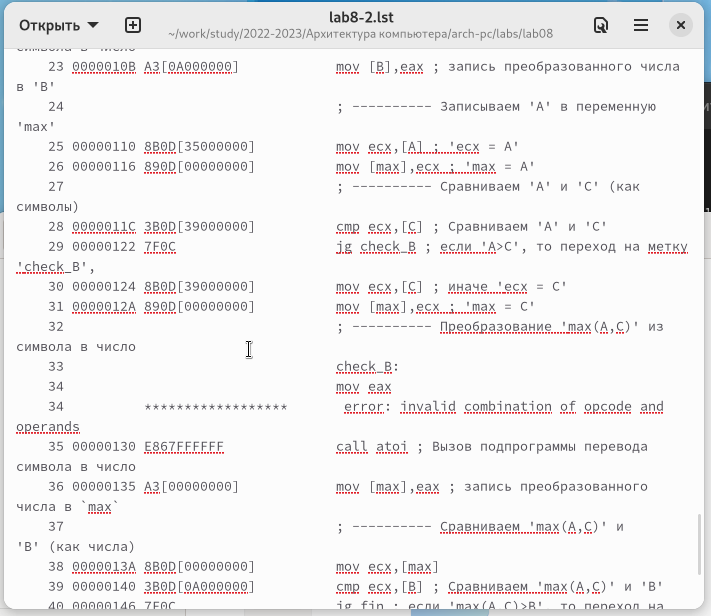 Открыть
lab8-2.lst
~/work/study/2022-2023/Архитектура компьютера/arch-pc/labs/lab08
символа в число
23 0000010B A3[0A000000] mov [B],eax ; запись преобразованного числа
в 'B'
24 ; ---------- Записываем 'A' в переменную
'max'
25 00000110 8B0D[35000000] mov ecx,[A] ; 'ecx = A'
26 00000116 890D[00000000] mov [max],ecx ; 'max = A'
27 ; ---------- Сравниваем 'A' и 'C' (как
символы)
28 0000011C 3B0D[39000000] cmp ecx,[C] ; Сравниваем 'A' и 'C'
29 00000122 7F0C jg check_B ; если 'A>C', то переход на метку
'check_B',
30 00000124 8B0D[39000000] mov ecx,[C] ; иначе 'ecx = C'
31 0000012A 890D[00000000] mov [max],ecx ; 'max = C'
32 ; ---------- Преобразование 'max(A,C)' из
символа в число
33 check_B:
34 mov eax
34 ****************** error: invalid combination of opcode and
operands
35 00000130 E867FFFFFF call atoi ; Вызов подпрограммы перевода
символа в число
36 00000135 A3[00000000] mov [max],eax ; запись преобразованного
числа в `max`
37 ; ---------- Сравниваем 'max(A,C)' и
'B' (как числа)
38 0000013A 8B0D[00000000] mov ecx,[max]
39 00000140 3B0D[0A000000] cmp ecx,[B] ; Сравниваем 'max(A,C)' и 'B'
40 00000146 7F0C jg fin ; если 'max(A,C)>B', то переход на